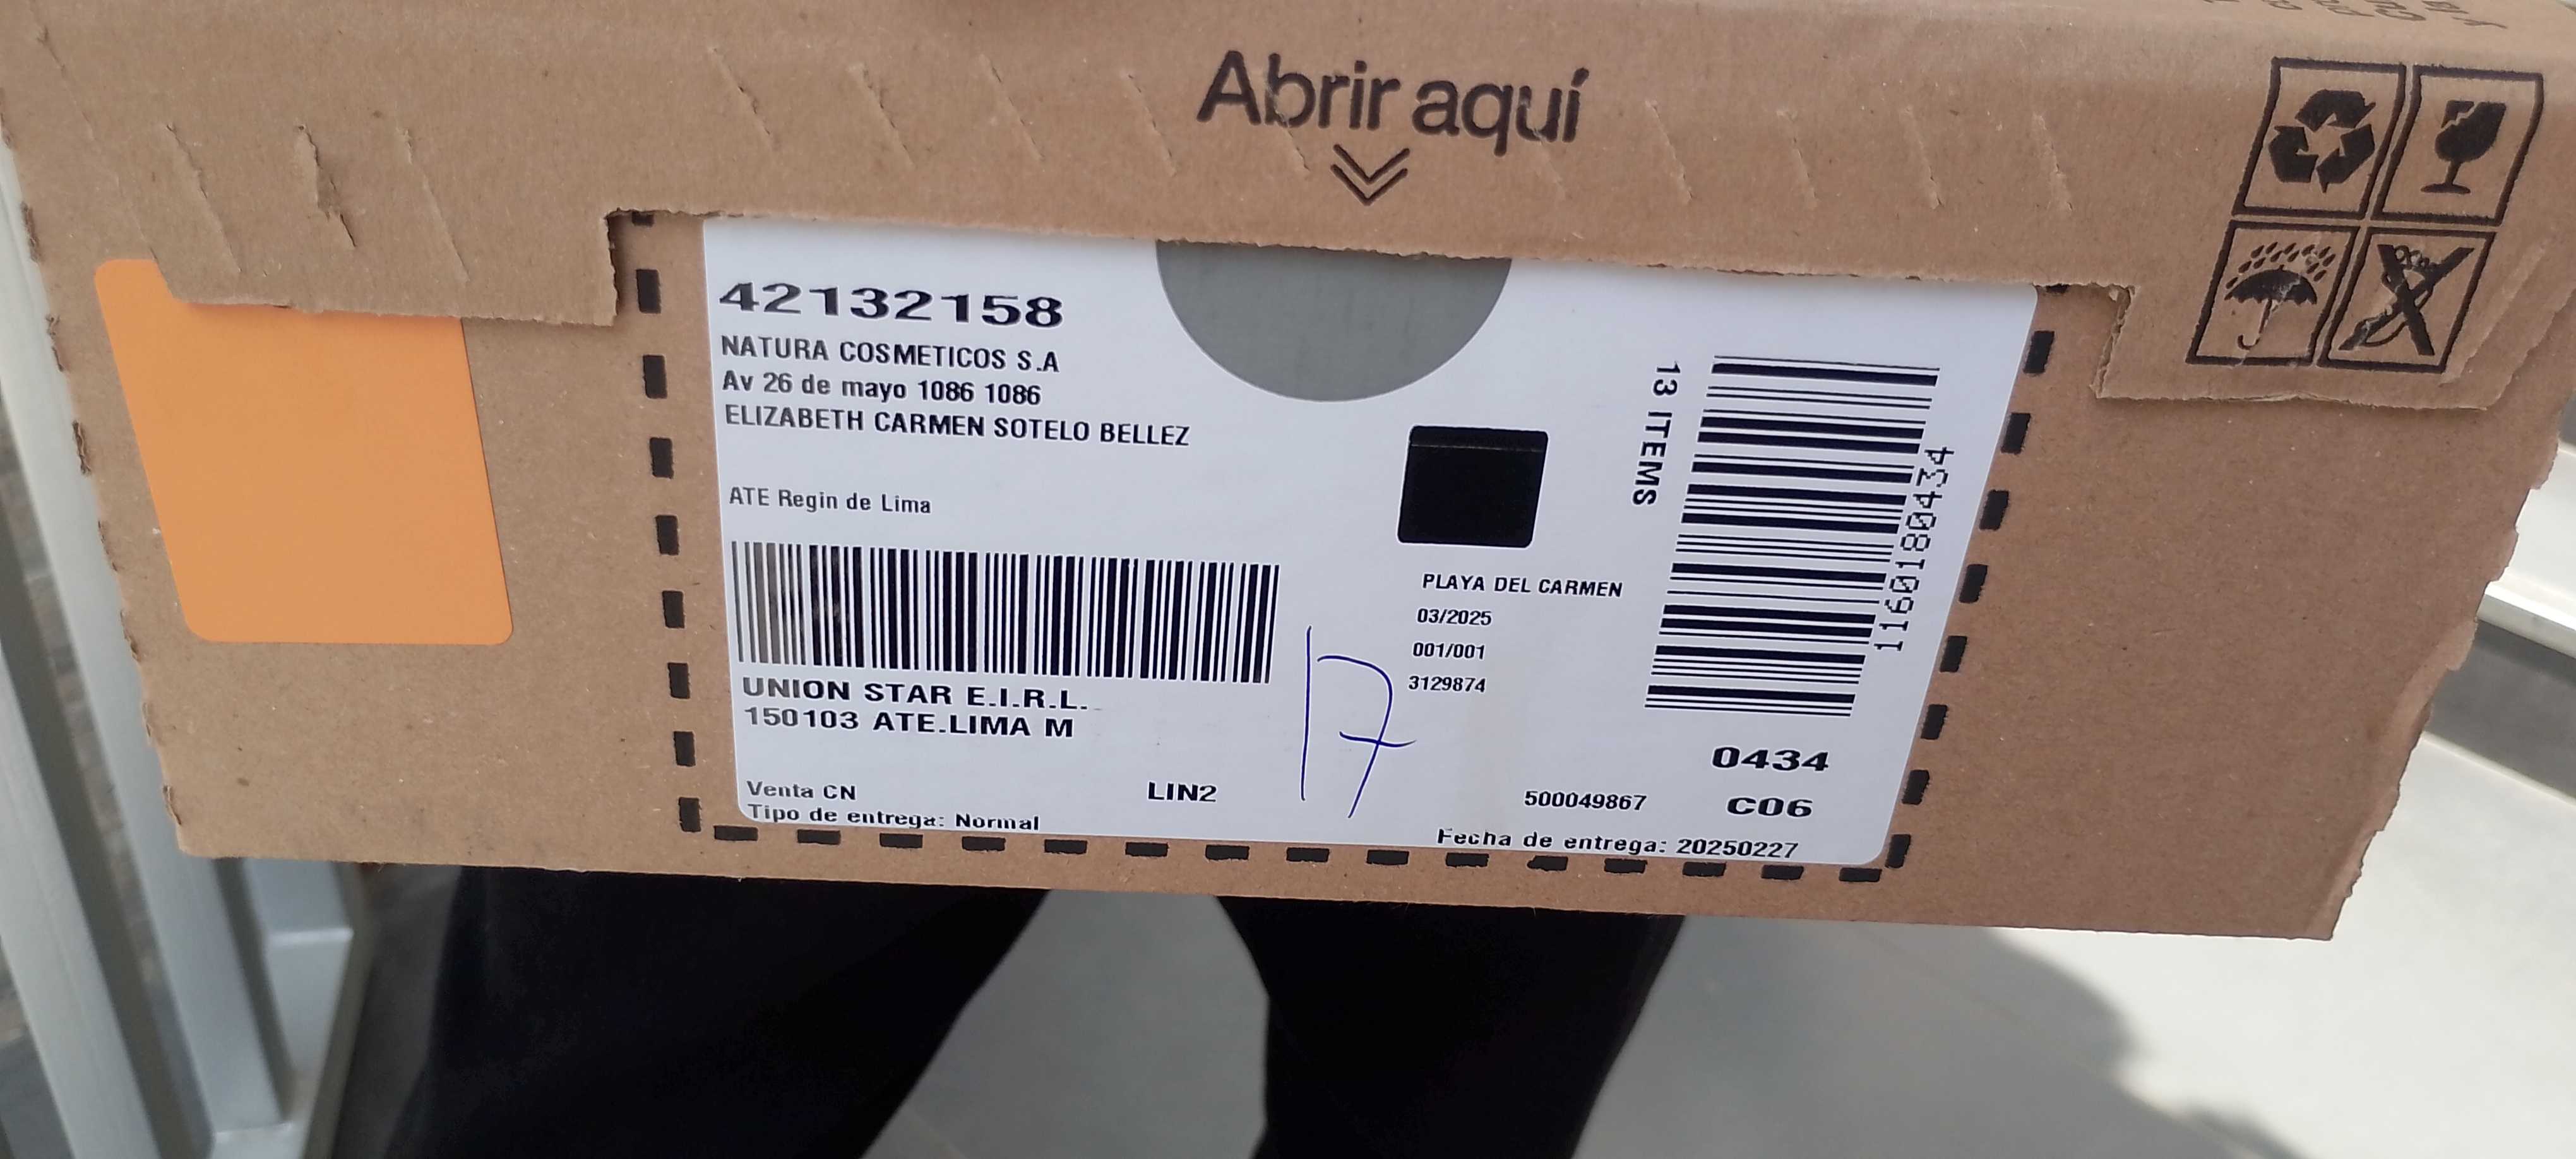 Abrir aquí
42132158
NATURA COSMETICOS S.A
Av 26 de mayo 1086 1086
ELIZABETH CARMEN SOTELO BELLEZ
ATE Regin de Lima
UNION STAR E.I.R.L.
150103 ATE.LIMA M
Venta CN
LIN2
Tipo de entrega: Normal
17
PLAYA DEL CARMEN
03/2025
001/001
3129874
13 ITEMS
116091080434
0434
500049867
C06
Fecha de entrega: 20250227